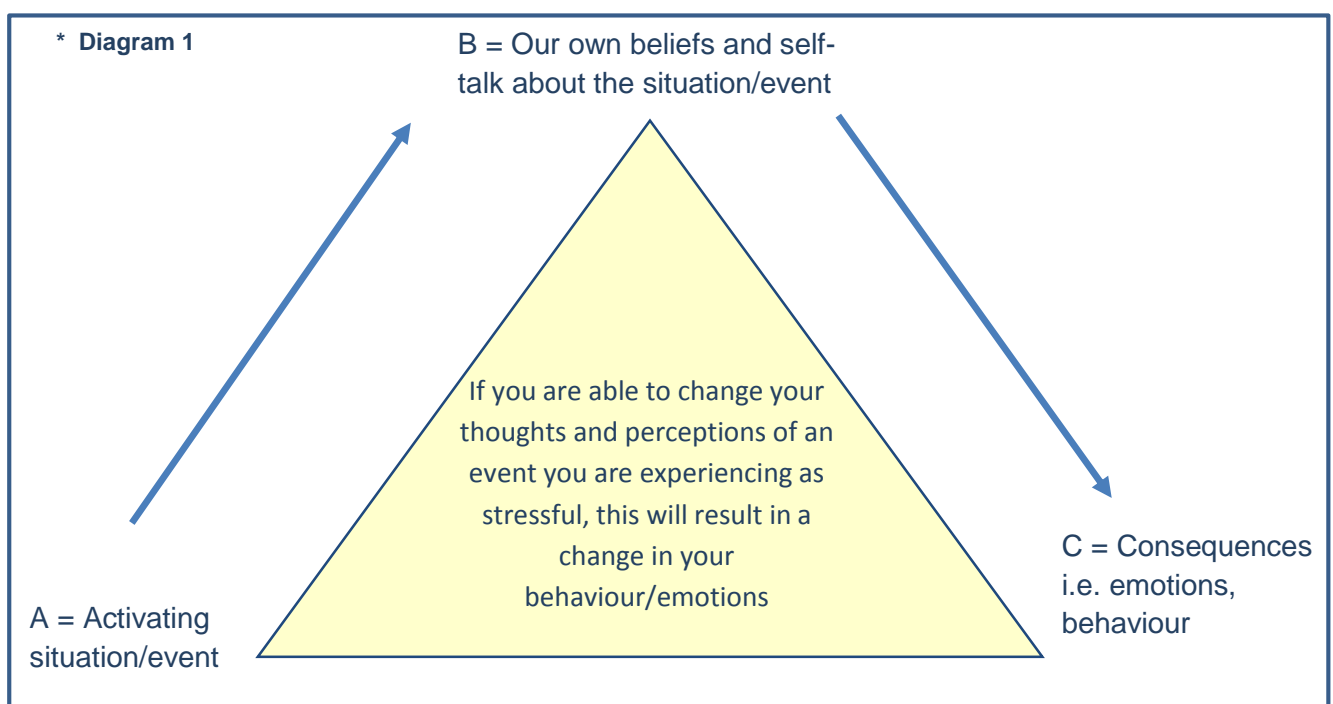 * Diagram 1
B = Our own beliefs and self-
talk about the situation/event
If you are able to change your
thoughts and perceptions of an
event you are experiencing as
stressful, this will result in a
change in your
behaviour/emotions
A = Activating
situation/event
C = Consequences
i.e. emotions,
behaviour